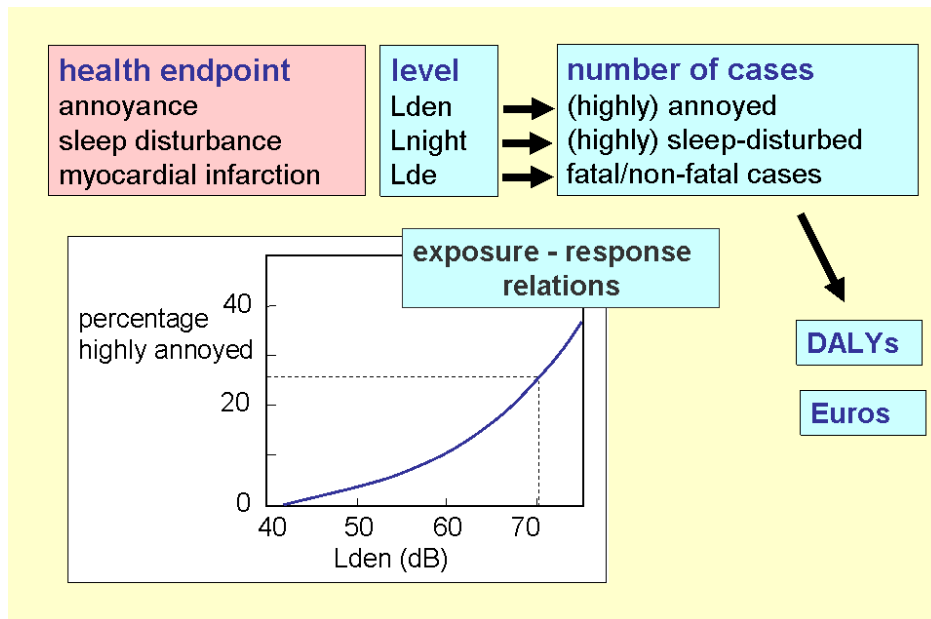 health endpoint
annoyance
sleep disturbance
myocardial infarction
level
Lden
Lnight
Lde
number of cases
(highly) annoyed
(highly) sleep-disturbed
fatal/non-fatal cases
exposure - response
relations
percentage
highly annoyed
40
20
0
40 50 60 70
Lden (dB)
DALYs
Euros